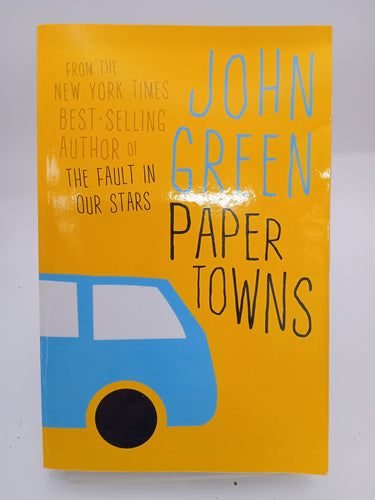 FROM THE
NEW YORK TIMES
BEST-SELLING
AUTHOR OF
THE FAULT IN
OUR STARS
JOHN
GREEN
PAPER
TOWNS